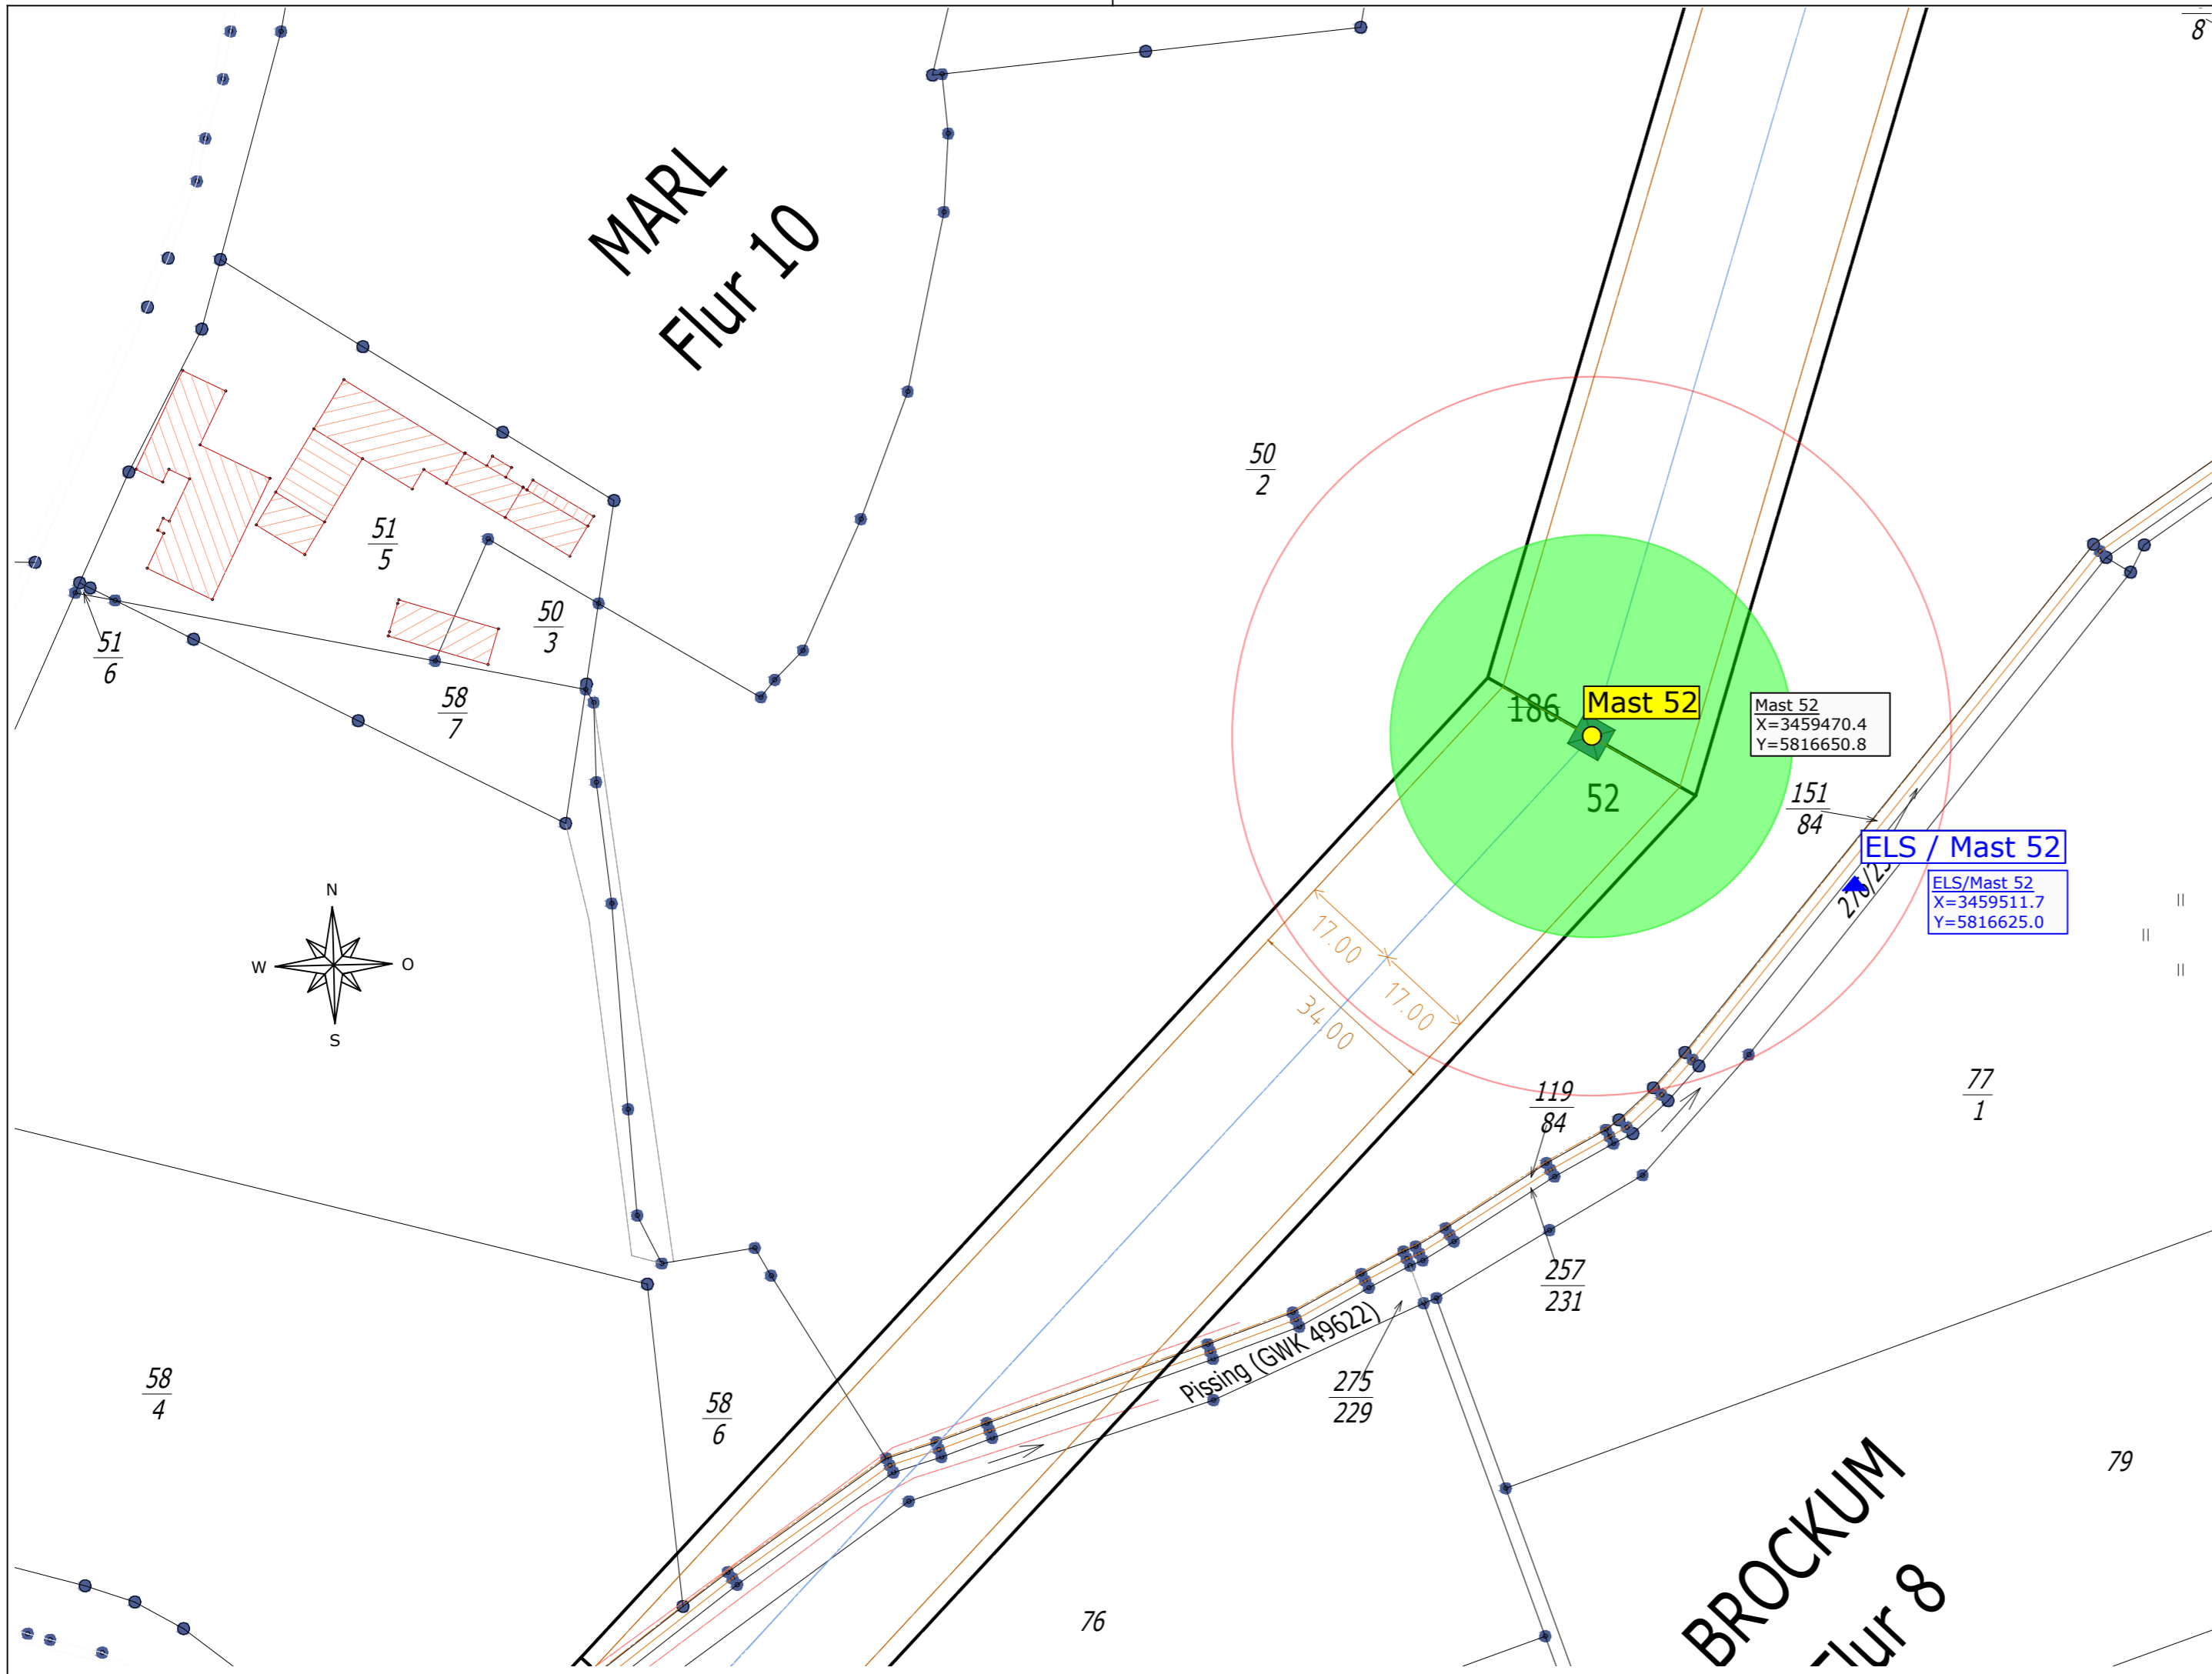 8
MARL
Flur 10
50
2
51
5
50
3
51
6
58
7
186
Mast 52
Mast 52
X=3459470.4
Y=5816650.8
52
151
84
ELS / Mast 52
ELS/Mast 52
X=3459511.7
Y=5816625.0
N
W
O
S
17.00
17.00
34.00
119
84
77
1
257
231
Pissing (GWK 49622)
275
229
58
4
58
6
79
76
BROCKUM
Flur 8